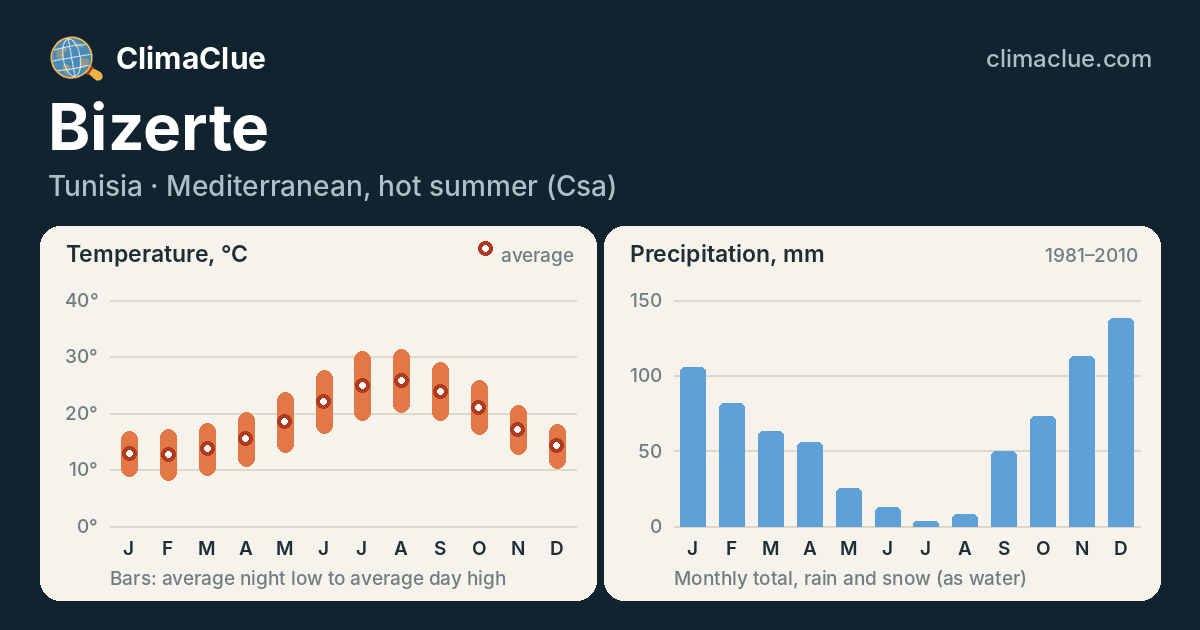 ClimaClue
climaclue.com
Bizerte
Tunisia · Mediterranean, hot summer (Csa)
Temperature, °C
average
40°
30°
20°
10°
0°
J F M A M J J A S O N D
Bars: average night low to average day high
Precipitation, mm
1981–2010
150
100
50
0
J F M A M J J A S O N D
Monthly total, rain and snow (as water)